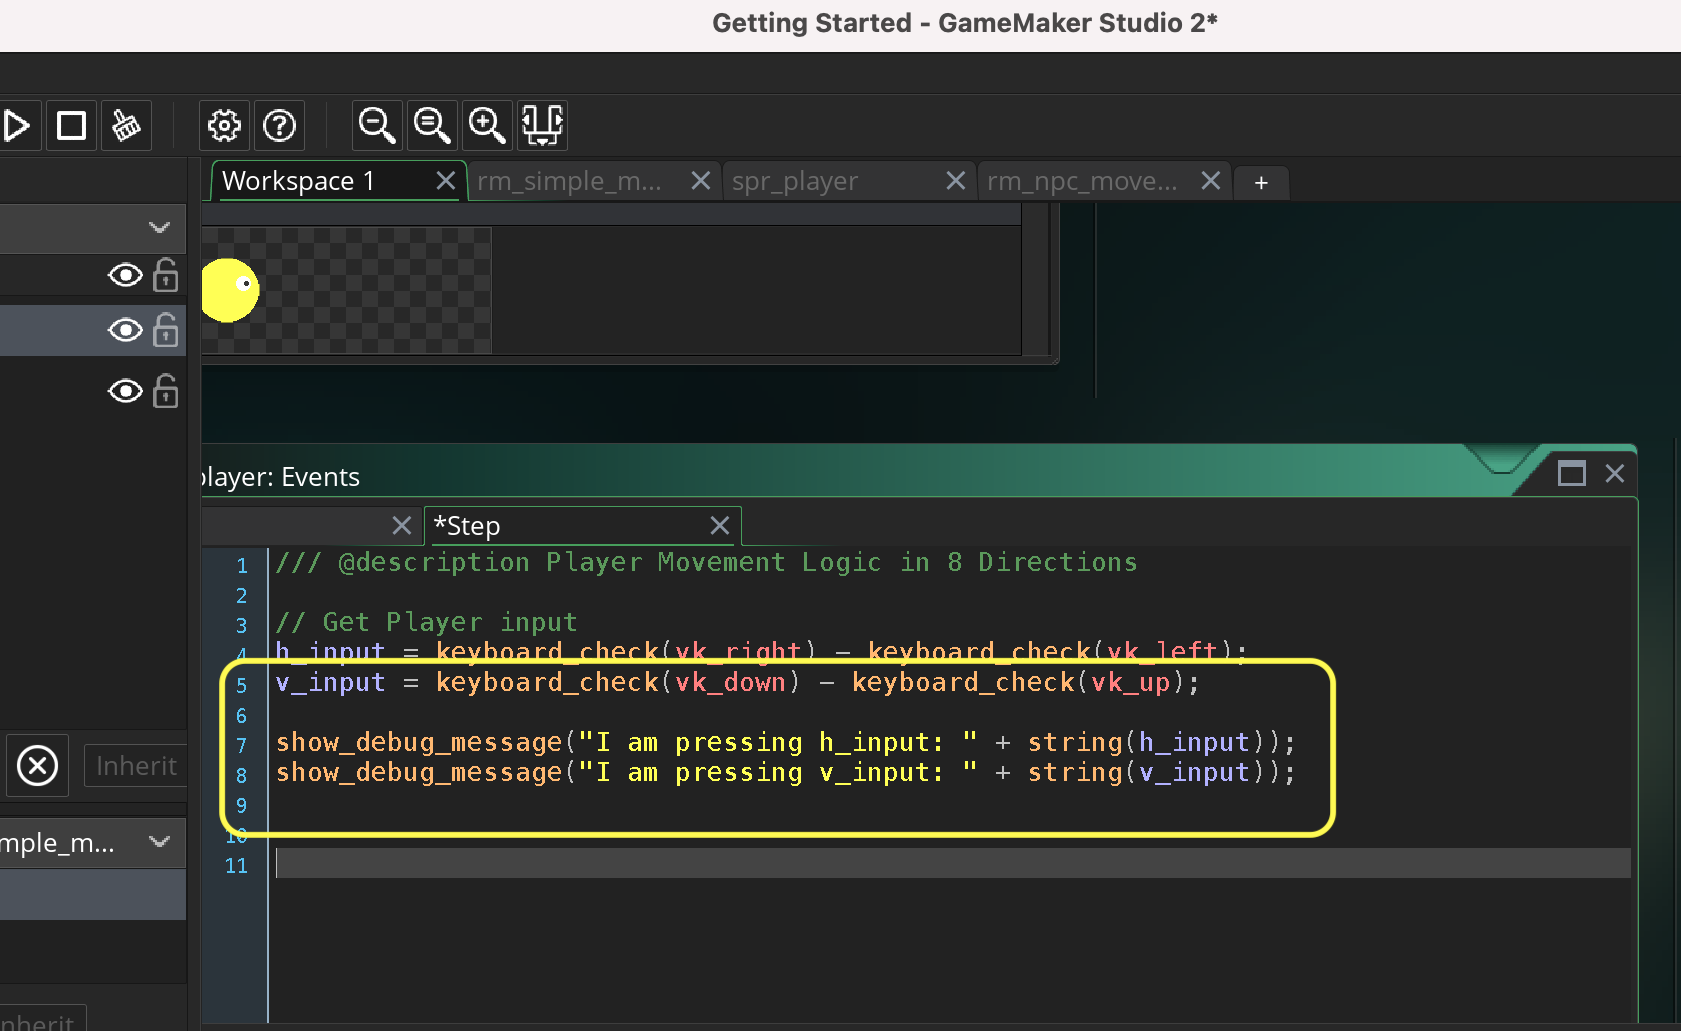 Getting Started - GameMaker Studio 2*
Workspace 1
rm_simple_m...
spr_player
rm_npc_move...
+
player: Events
*Step
1 /// @description Player Movement Logic in 8 Directions
2
3 // Get Player input
4 h_input = keyboard_check(vk_right) - keyboard_check(vk_left);
5 v_input = keyboard_check(vk_down) - keyboard_check(vk_up);
6
7 show_debug_message("I am pressing h_input: " + string(h_input));
8 show_debug_message("I am pressing v_input: " + string(v_input));
9
10
11
Inherit
mple_m...
nherit